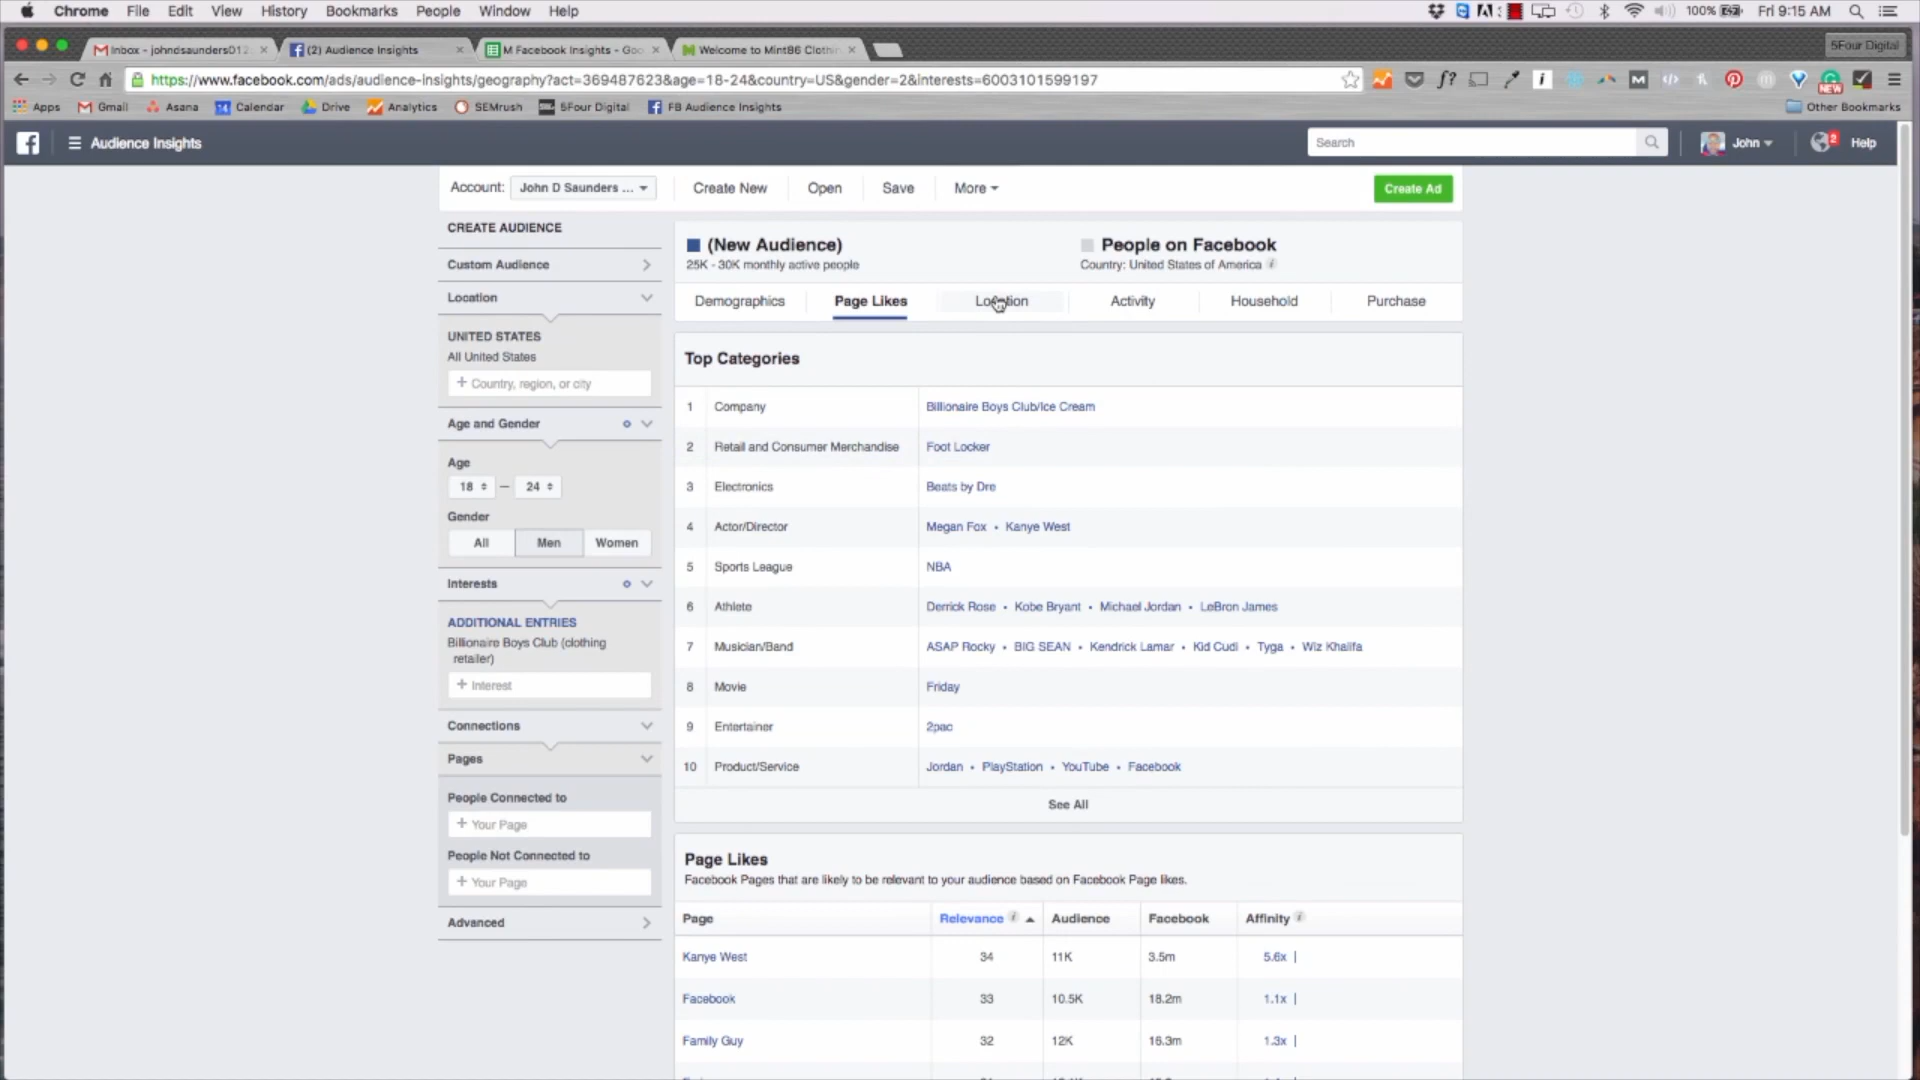 Chrome File Edit View History Bookmarks People Window Help
100% Fri 9:15 AM
Inbox - johndsaunders012
(2) Audience Insights
M Facebook Insights - Goo
Welcome to Mint86 Clothin
5Four Digital
https://www.facebook.com/ads/audience-insights/geography?act=369487623&age=18-24&country=US&gender=2&interests=6003101599197
Apps Gmail Asana Calendar Drive Analytics SEMrush 5Four Digital FB Audience Insights Other Bookmarks
Audience Insights
Search
John
2
Help
Account: John D Saunders ...
Create New
Open
Save
More
Create Ad
CREATE AUDIENCE
Custom Audience
Location
UNITED STATES
All United States
+ Country, region, or city
Age and Gender
Age
18 – 24
Gender
All Men Women
Interests
ADDITIONAL ENTRIES
Billionaire Boys Club (clothing
retailer)
+ Interest
Connections
Pages
People Connected to
+ Your Page
People Not Connected to
+ Your Page
Advanced
(New Audience)
25K - 30K monthly active people
People on Facebook
Country: United States of America
Demographics Page Likes Location Activity Household Purchase
Top Categories
1 Company Billionaire Boys Club/Ice Cream
2 Retail and Consumer Merchandise Foot Locker
3 Electronics Beats by Dre
4 Actor/Director Megan Fox • Kanye West
5 Sports League NBA
6 Athlete Derrick Rose • Kobe Bryant • Michael Jordan • LeBron James
7 Musician/Band ASAP Rocky • BIG SEAN • Kendrick Lamar • Kid Cudi • Tyga • Wiz Khalifa
8 Movie Friday
9 Entertainer 2pac
10 Product/Service Jordan • PlayStation • YouTube • Facebook
See All
Page Likes
Facebook Pages that are likely to be relevant to your audience based on Facebook Page likes.
Page Relevance Audience Facebook Affinity
Kanye West 34 11K 3.5m 5.6x
Facebook 33 10.5K 18.2m 1.1x
Family Guy 32 12K 16.3m 1.3x